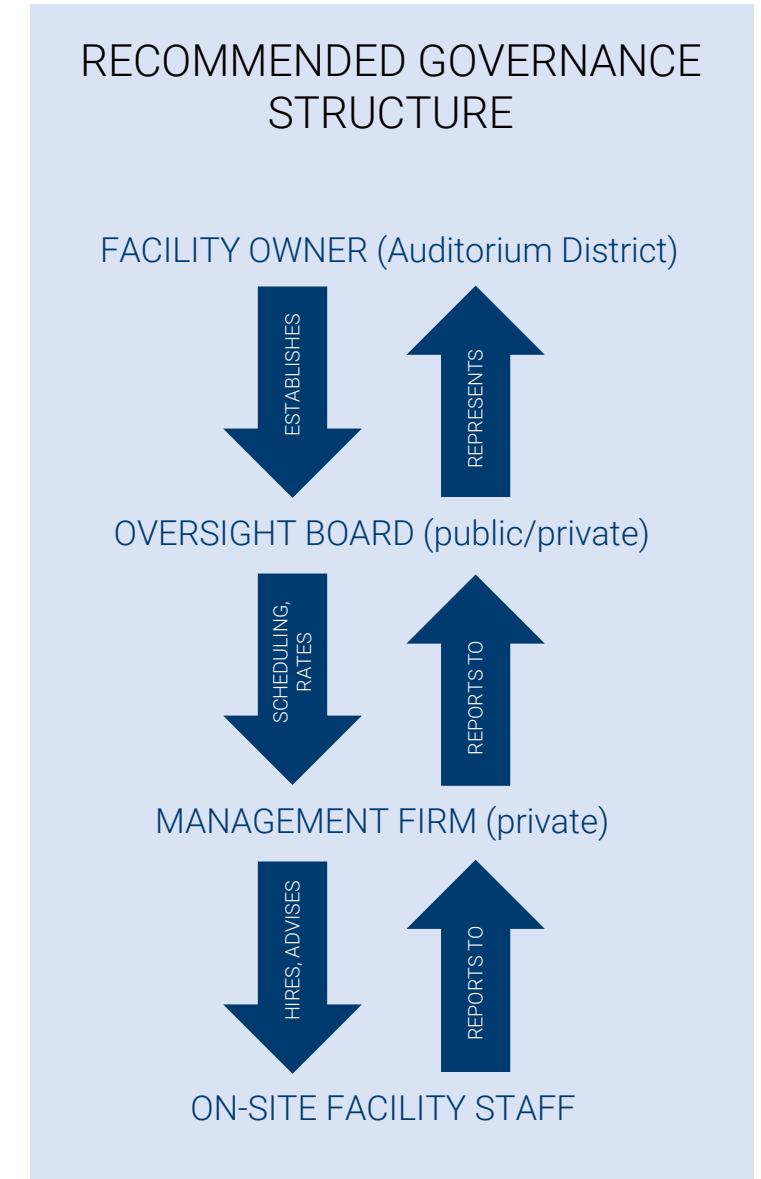 RECOMMENDED GOVERNANCE
STRUCTURE
FACILITY OWNER (Auditorium District)
ESTABLISHES
REPRESENTS
OVERSIGHT BOARD (public/private)
SCHEDULING,
RATES
REPORTS TO
MANAGEMENT FIRM (private)
HIRES, ADVISES
REPORTS TO
ON-SITE FACILITY STAFF